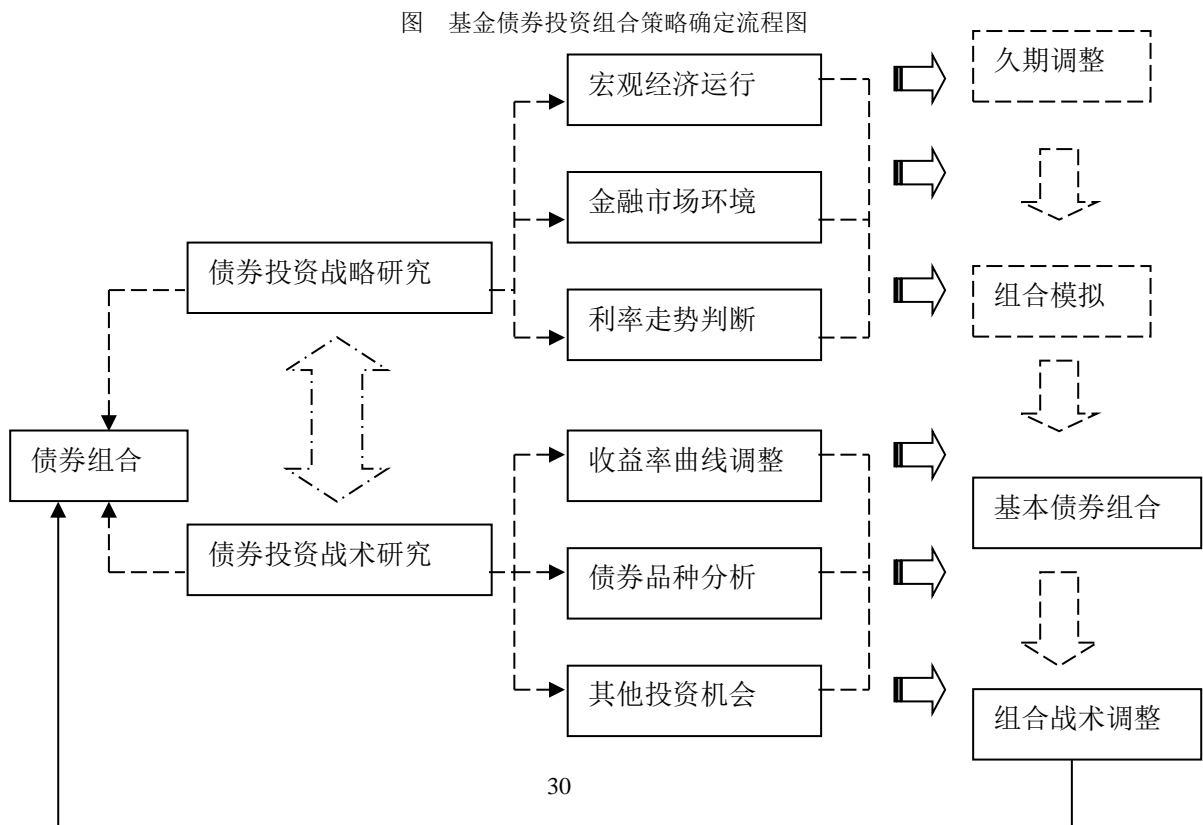 图　基金债券投资组合策略确定流程图
久期调整
宏观经济运行
金融市场环境
债券投资战略研究
利率走势判断
组合模拟
债券组合
收益率曲线调整
基本债券组合
债券投资战术研究
债券品种分析
其他投资机会
组合战术调整
30